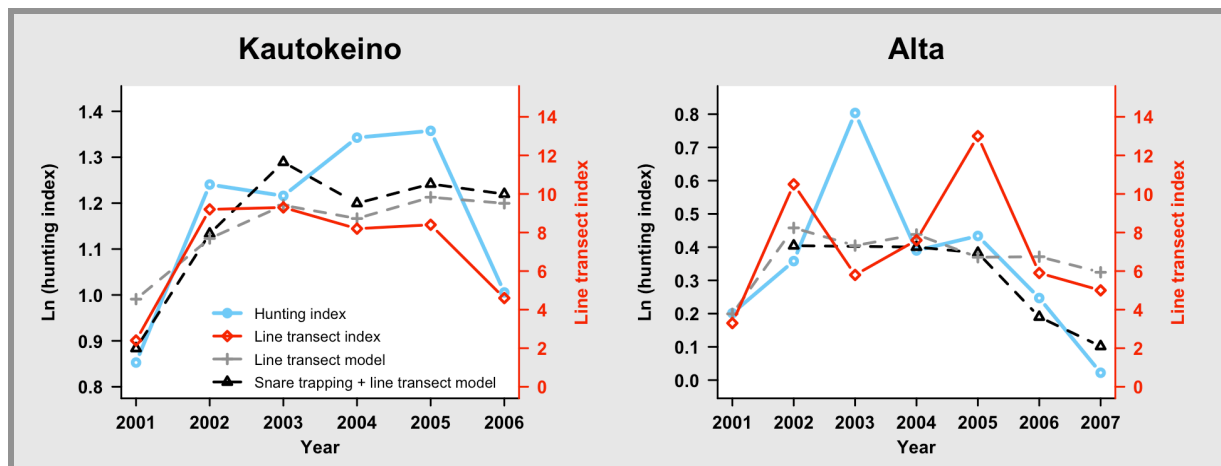 Kautokeino
Ln (hunting index)
1.4
1.3
1.2
1.1
1.0
0.9
0.8
14
12
10
8
6
4
2
0
Line transect index
Hunting index
Line transect index
Line transect model
Snare trapping + line transect model
2001 2002 2003 2004 2005 2006
Year
Alta
Ln (hunting index)
0.8
0.7
0.6
0.5
0.4
0.3
0.2
0.1
0.0
14
12
10
8
6
4
2
0
Line transect index
2001 2002 2003 2004 2005 2006 2007
Year